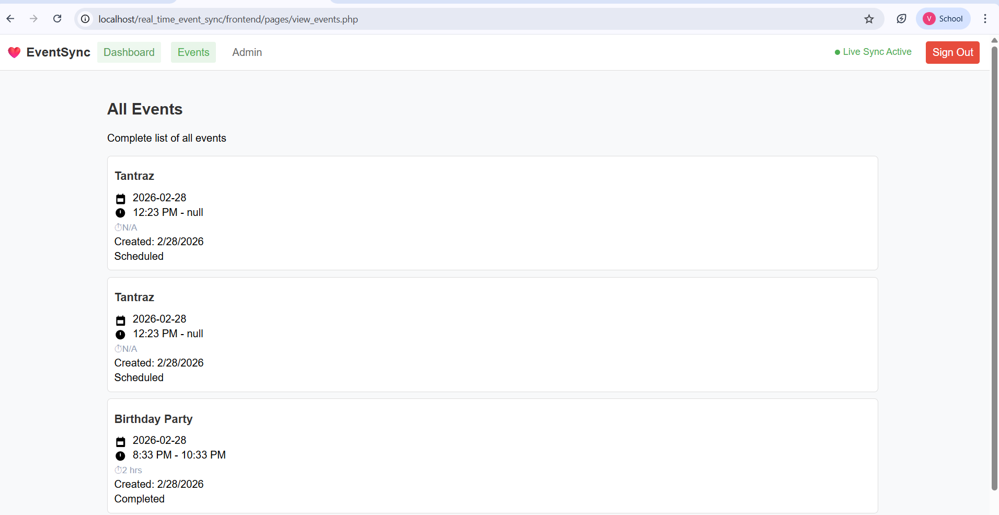 localhost/real_time_event_sync/frontend/pages/view_events.php
V School
EventSync Dashboard Events Admin
Live Sync Active Sign Out
All Events
Complete list of all events
Tantraz
2026-02-28
12:23 PM - null
⏱N/A
Created: 2/28/2026
Scheduled
Tantraz
2026-02-28
12:23 PM - null
⏱N/A
Created: 2/28/2026
Scheduled
Birthday Party
2026-02-28
8:33 PM - 10:33 PM
⏱2 hrs
Created: 2/28/2026
Completed